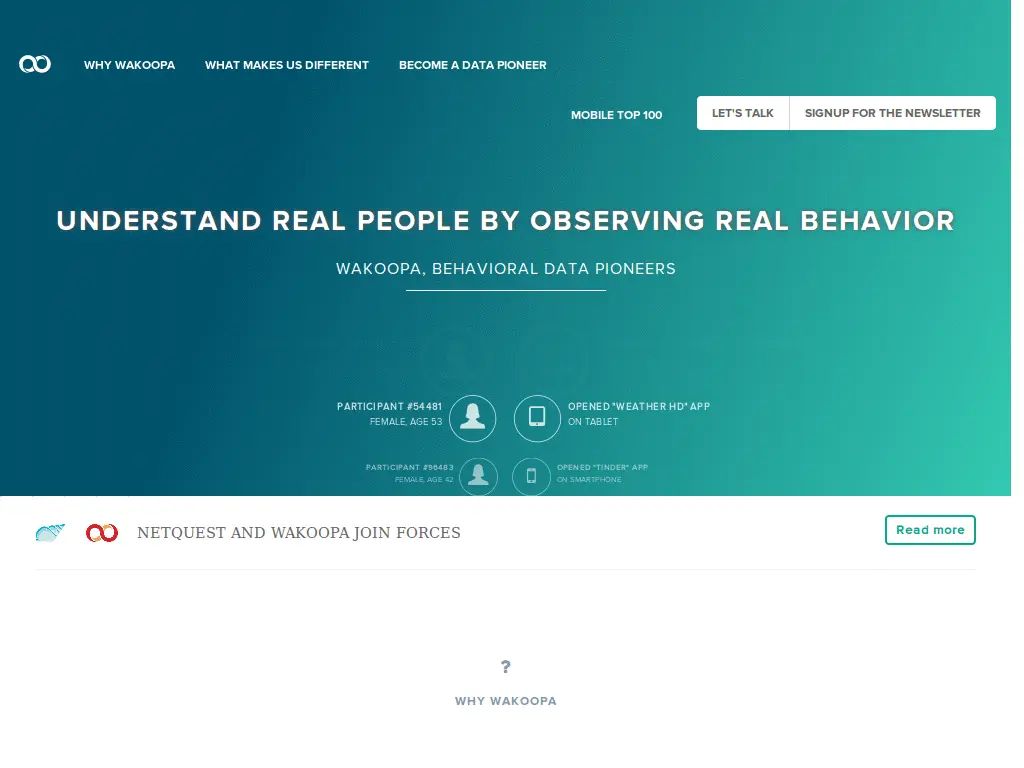 WHY WAKOOPA
WHAT MAKES US DIFFERENT
BECOME A DATA PIONEER
MOBILE TOP 100
LET'S TALK
SIGNUP FOR THE NEWSLETTER
UNDERSTAND REAL PEOPLE BY OBSERVING REAL BEHAVIOR
WAKOOPA, BEHAVIORAL DATA PIONEERS
PARTICIPANT #54481
FEMALE, AGE 53
OPENED "WEATHER HD" APP
ON TABLET
PARTICIPANT #96483
FEMALE, AGE 42
OPENED "TINDER" APP
ON SMARTPHONE
NETQUEST AND WAKOOPA JOIN FORCES
Read more
?
WHY WAKOOPA